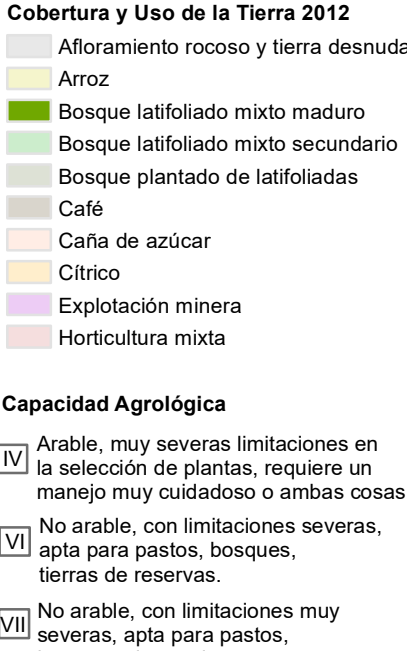 Cobertura y Uso de la Tierra 2012
Afloramiento rocoso y tierra desnuda
Arroz
Bosque latifoliado mixto maduro
Bosque latifoliado mixto secundario
Bosque plantado de latifoliadas
Café
Caña de azúcar
Cítrico
Explotación minera
Horticultura mixta
Capacidad Agrológica
IV Arable, muy severas limitaciones en
la selección de plantas, requiere un
manejo muy cuidadoso o ambas cosas
VI No arable, con limitaciones severas,
apta para pastos, bosques,
tierras de reservas.
VII No arable, con limitaciones muy
severas, apta para pastos,